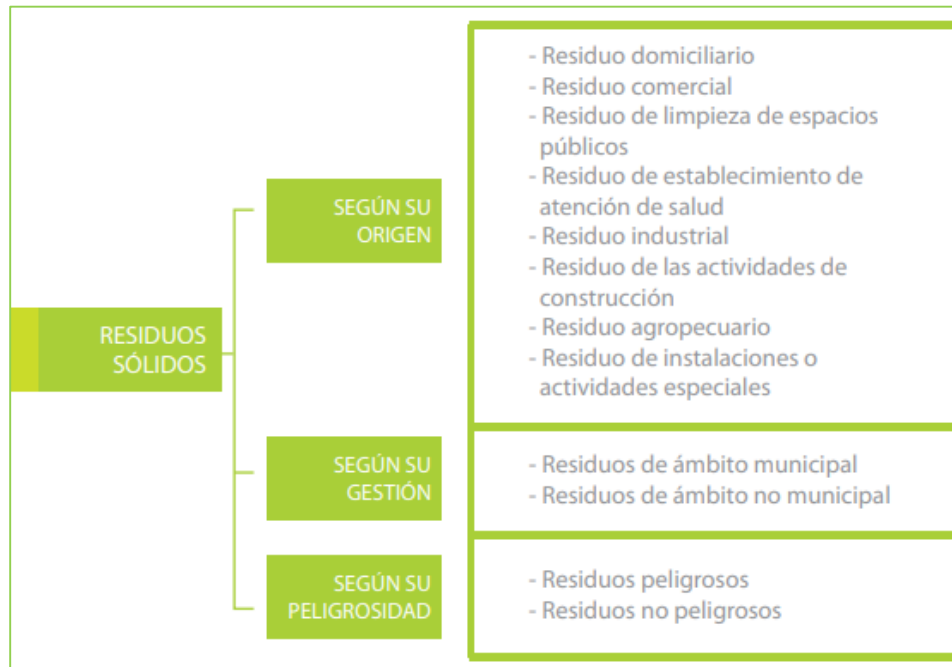 RESIDUOS
SÓLIDOS
SEGÚN SU
ORIGEN
- Residuo domiciliario
- Residuo comercial
- Residuo de limpieza de espacios
públicos
- Residuo de establecimiento de
atención de salud
- Residuo industrial
- Residuo de las actividades de
construcción
- Residuo agropecuario
- Residuo de instalaciones o
actividades especiales
SEGÚN SU
GESTIÓN
- Residuos de ámbito municipal
- Residuos de ámbito no municipal
SEGÚN SU
PELIGROSIDAD
- Residuos peligrosos
- Residuos no peligrosos